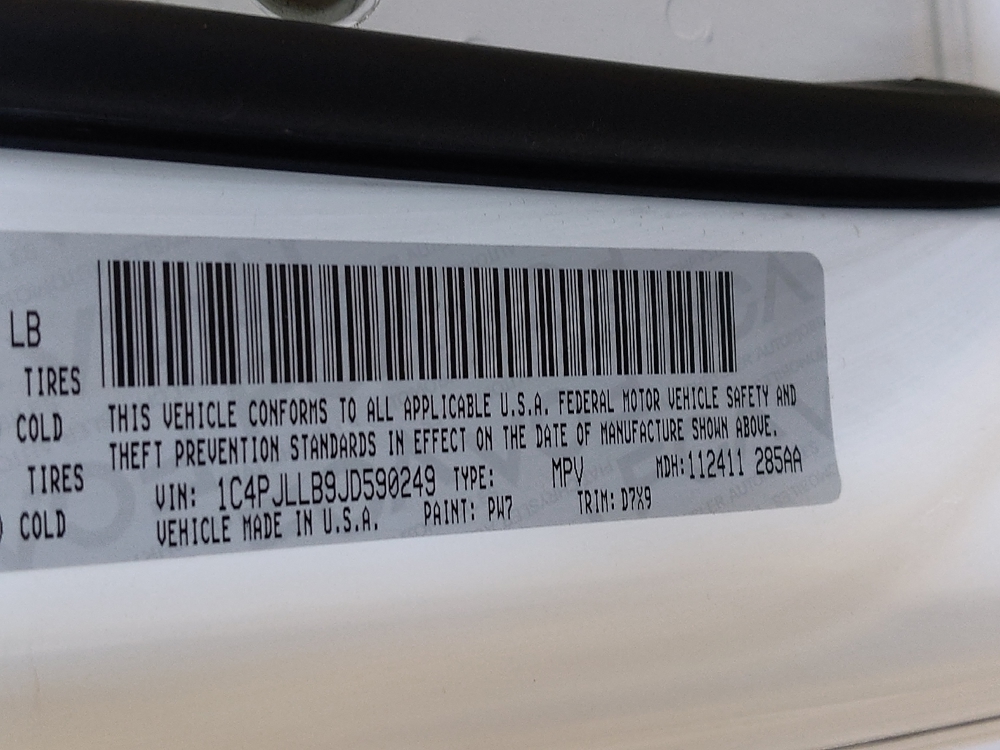 LB
TIRES
COLD
TIRES
COLD
THIS VEHICLE CONFORMS TO ALL APPLICABLE U.S.A. FEDERAL MOTOR VEHICLE SAFETY AND
THEFT PREVENTION STANDARDS IN EFFECT ON THE DATE OF MANUFACTURE SHOWN ABOVE.
VIN: 1C4PJLLB9JD590249 TYPE: MPV MDH:112411 285AA
VEHICLE MADE IN U.S.A. PAINT: PW7 TRIM: D7X9